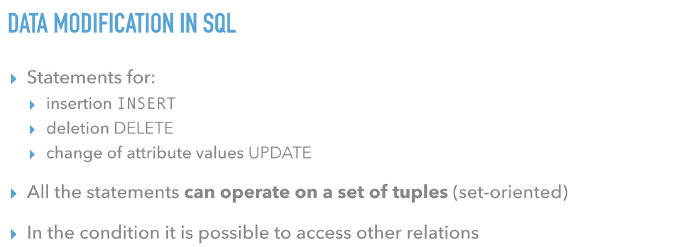 DATA MODIFICATION IN SQL
Statements for:
insertion INSERT
deletion DELETE
change of attribute values UPDATE
All the statements can operate on a set of tuples (set-oriented)
In the condition it is possible to access other relations